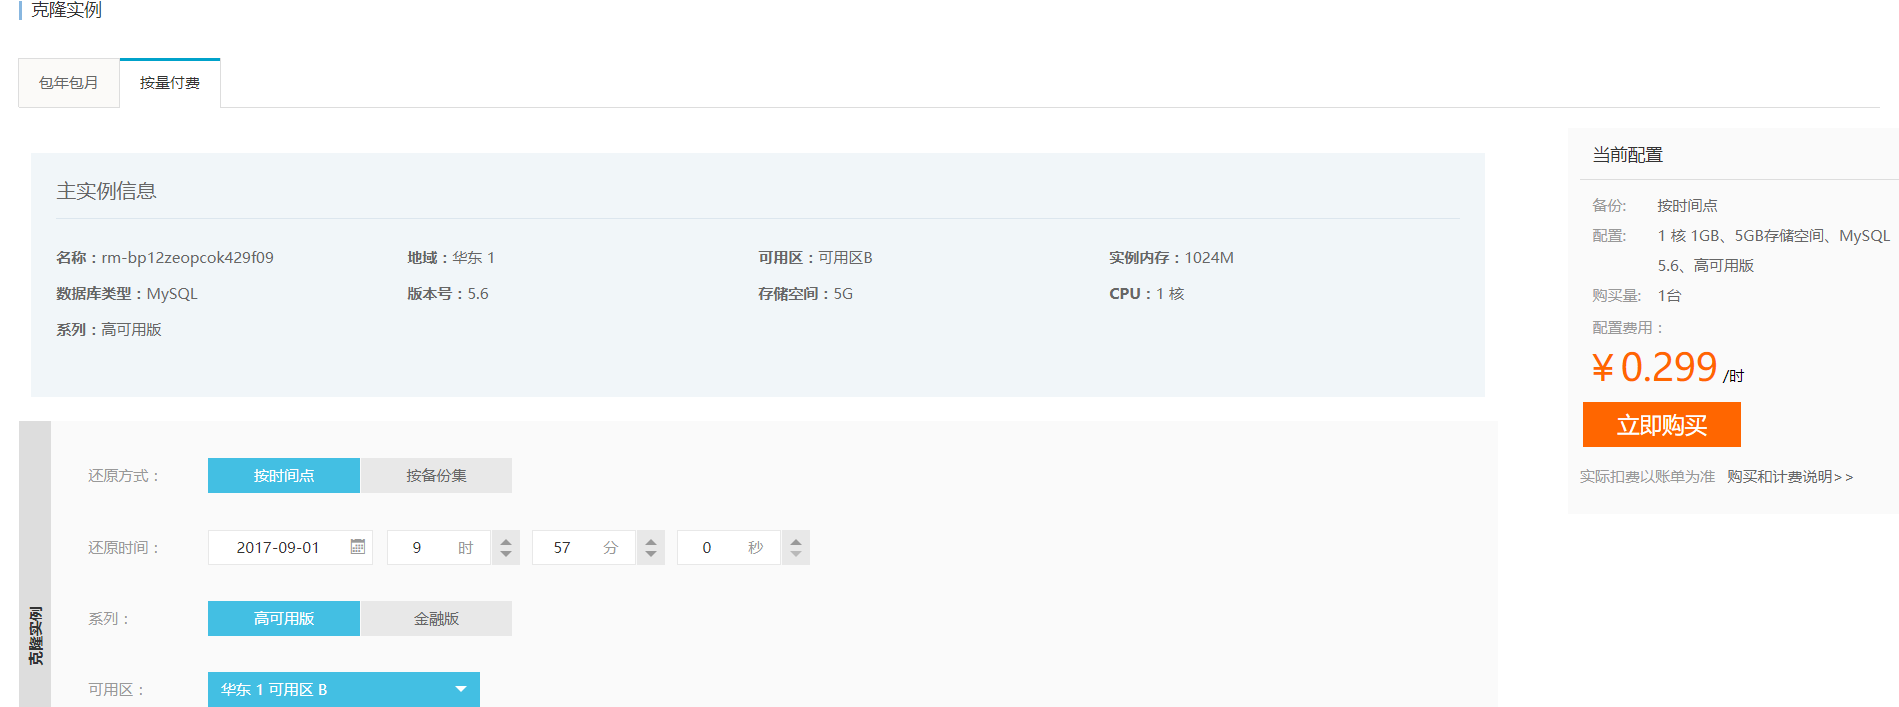 克隆实例
包年包月 按量付费
主实例信息
名称：rm-bp12zeopcok429f09 地域：华东 1 可用区：可用区B 实例内存：1024M
数据库类型：MySQL 版本号：5.6 存储空间：5G CPU：1 核
系列：高可用版
克隆实例
还原方式： 按时间点 按备份集
还原时间： 2017-09-01 9 时 57 分 0 秒
系列： 高可用版 金融版
可用区： 华东 1 可用区 B
当前配置
备份: 按时间点
配置: 1 核 1GB、5GB存储空间、MySQL
5.6、高可用版
购买量: 1台
配置费用：
¥0.299 /时
立即购买
实际扣费以账单为准 购买和计费说明>>